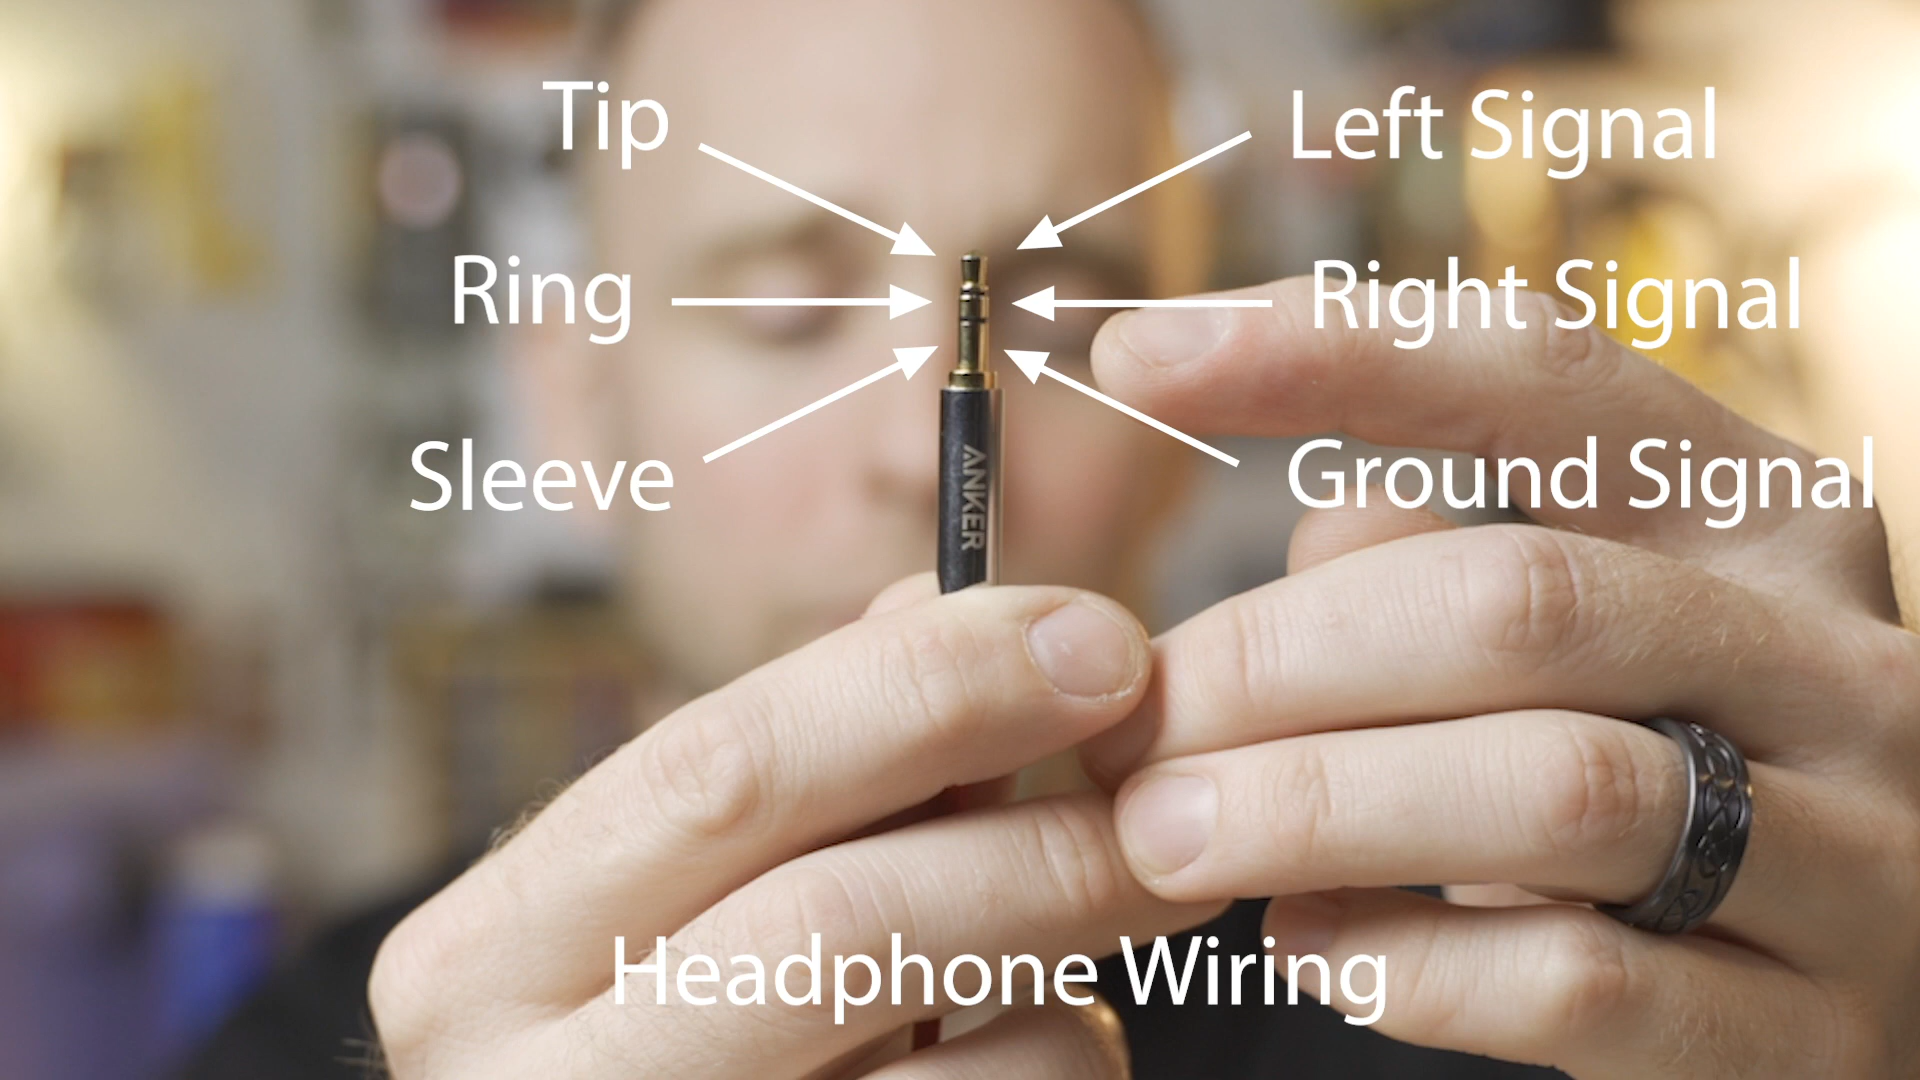 Tip
Left Signal
Ring
Right Signal
Sleeve
Ground Signal
ANKER
Headphone Wiring